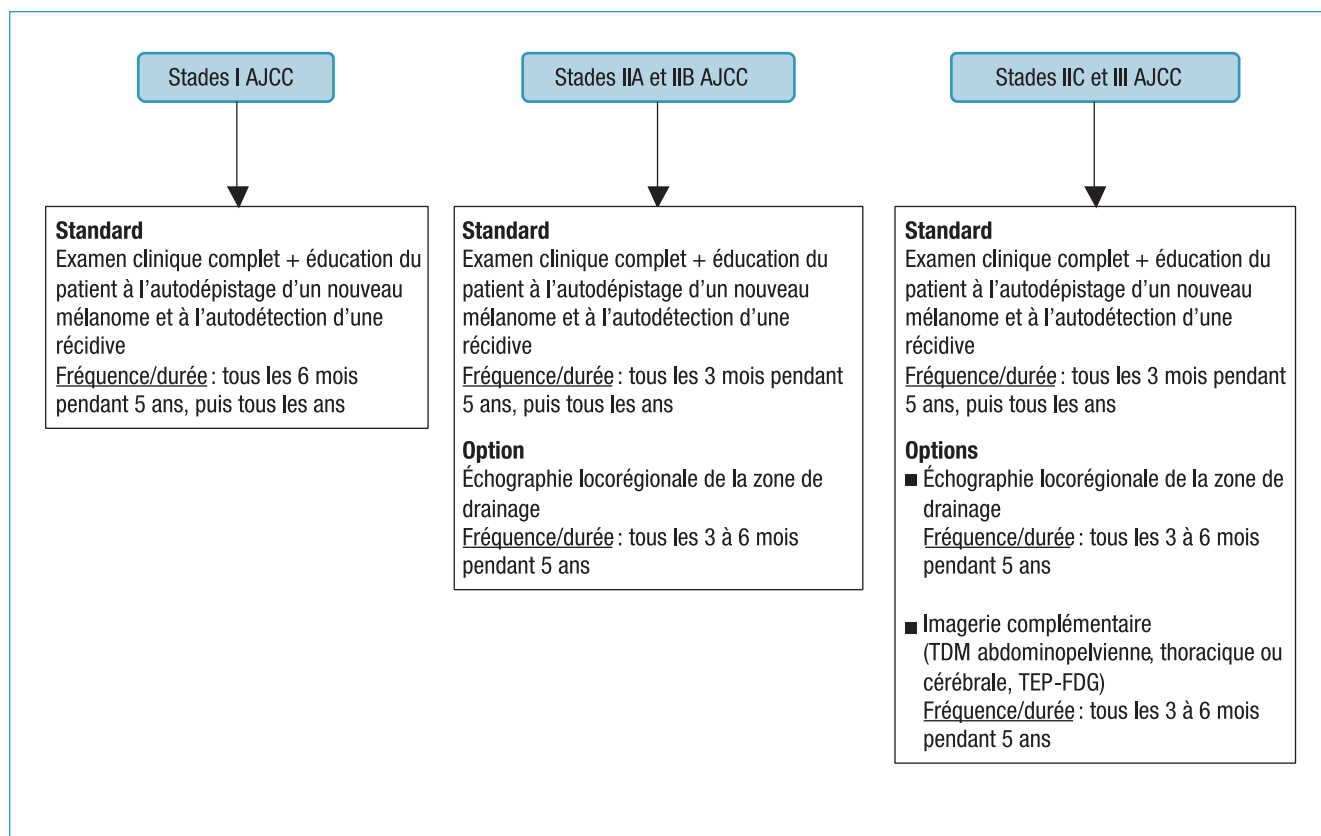 Stades I AJCC
Standard
Examen clinique complet + éducation du
patient à l'autodépistage d'un nouveau
mélanome et à l'autodétection d'une
récidive
Fréquence/durée : tous les 6 mois
pendant 5 ans, puis tous les ans
Stades IIA et IIB AJCC
Standard
Examen clinique complet + éducation du
patient à l'autodépistage d'un nouveau
mélanome et à l'autodétection d'une
récidive
Fréquence/durée : tous les 3 mois pendant
5 ans, puis tous les ans
Option
Échographie locorégionale de la zone de
drainage
Fréquence/durée : tous les 3 à 6 mois
pendant 5 ans
Stades IIC et III AJCC
Standard
Examen clinique complet + éducation du
patient à l'autodépistage d'un nouveau
mélanome et à l'autodétection d'une
récidive
Fréquence/durée : tous les 3 mois pendant
5 ans, puis tous les ans
Options
■ Échographie locorégionale de la zone de
drainage
Fréquence/durée : tous les 3 à 6 mois
pendant 5 ans
■ Imagerie complémentaire
(TDM abdominopelvienne, thoracique ou
cérébrale, TEP-FDG)
Fréquence/durée : tous les 3 à 6 mois
pendant 5 ans